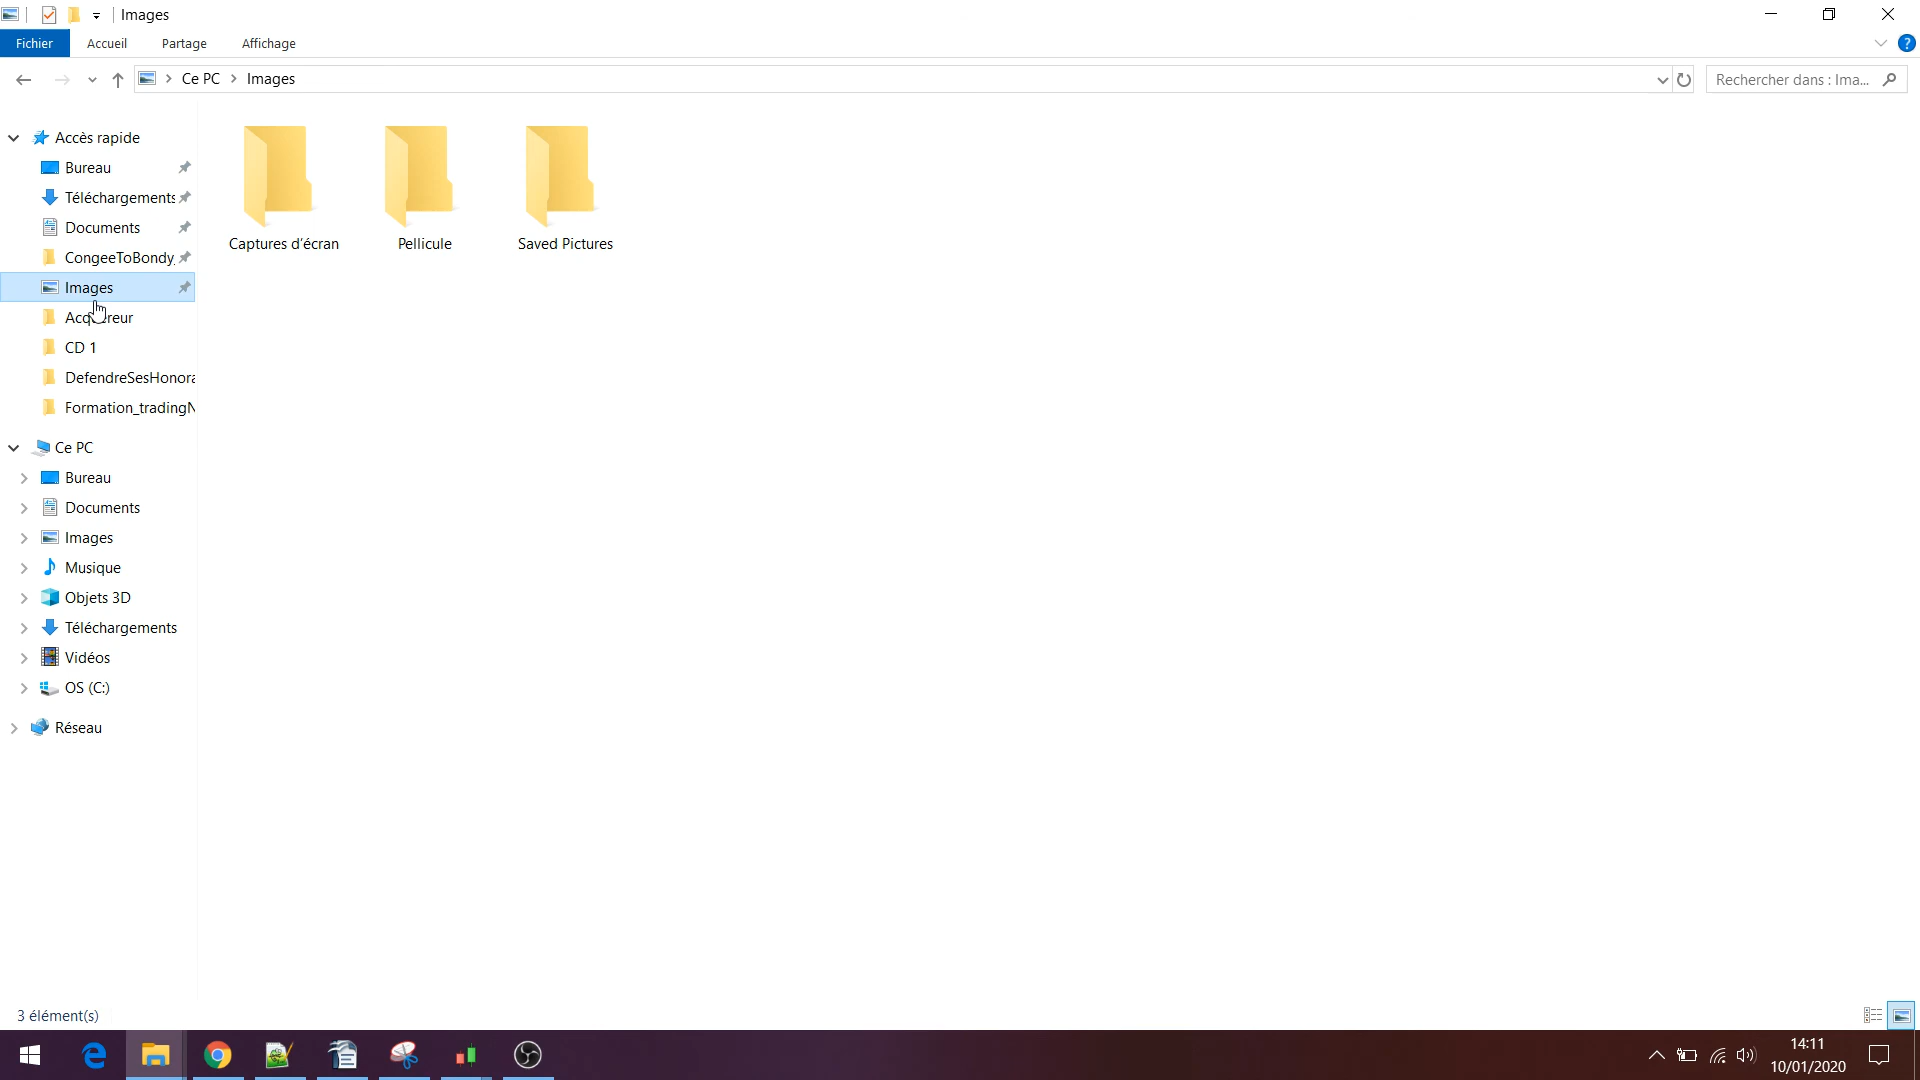 Images
Fichier
Accueil
Partage
Affichage
?
Ce PC
Images
Rechercher dans : Ima...
Accès rapide
Bureau
Téléchargements
Documents
CongeeToBondy
Images
CD 1
DefendreSesHonora
Formation_tradingN
Ce PC
Bureau
Documents
Images
Musique
Objets 3D
Téléchargements
Vidéos
OS (C:)
Réseau
Captures d'écran
Pellicule
Saved Pictures
3 élément(s)
14:11
10/01/2020